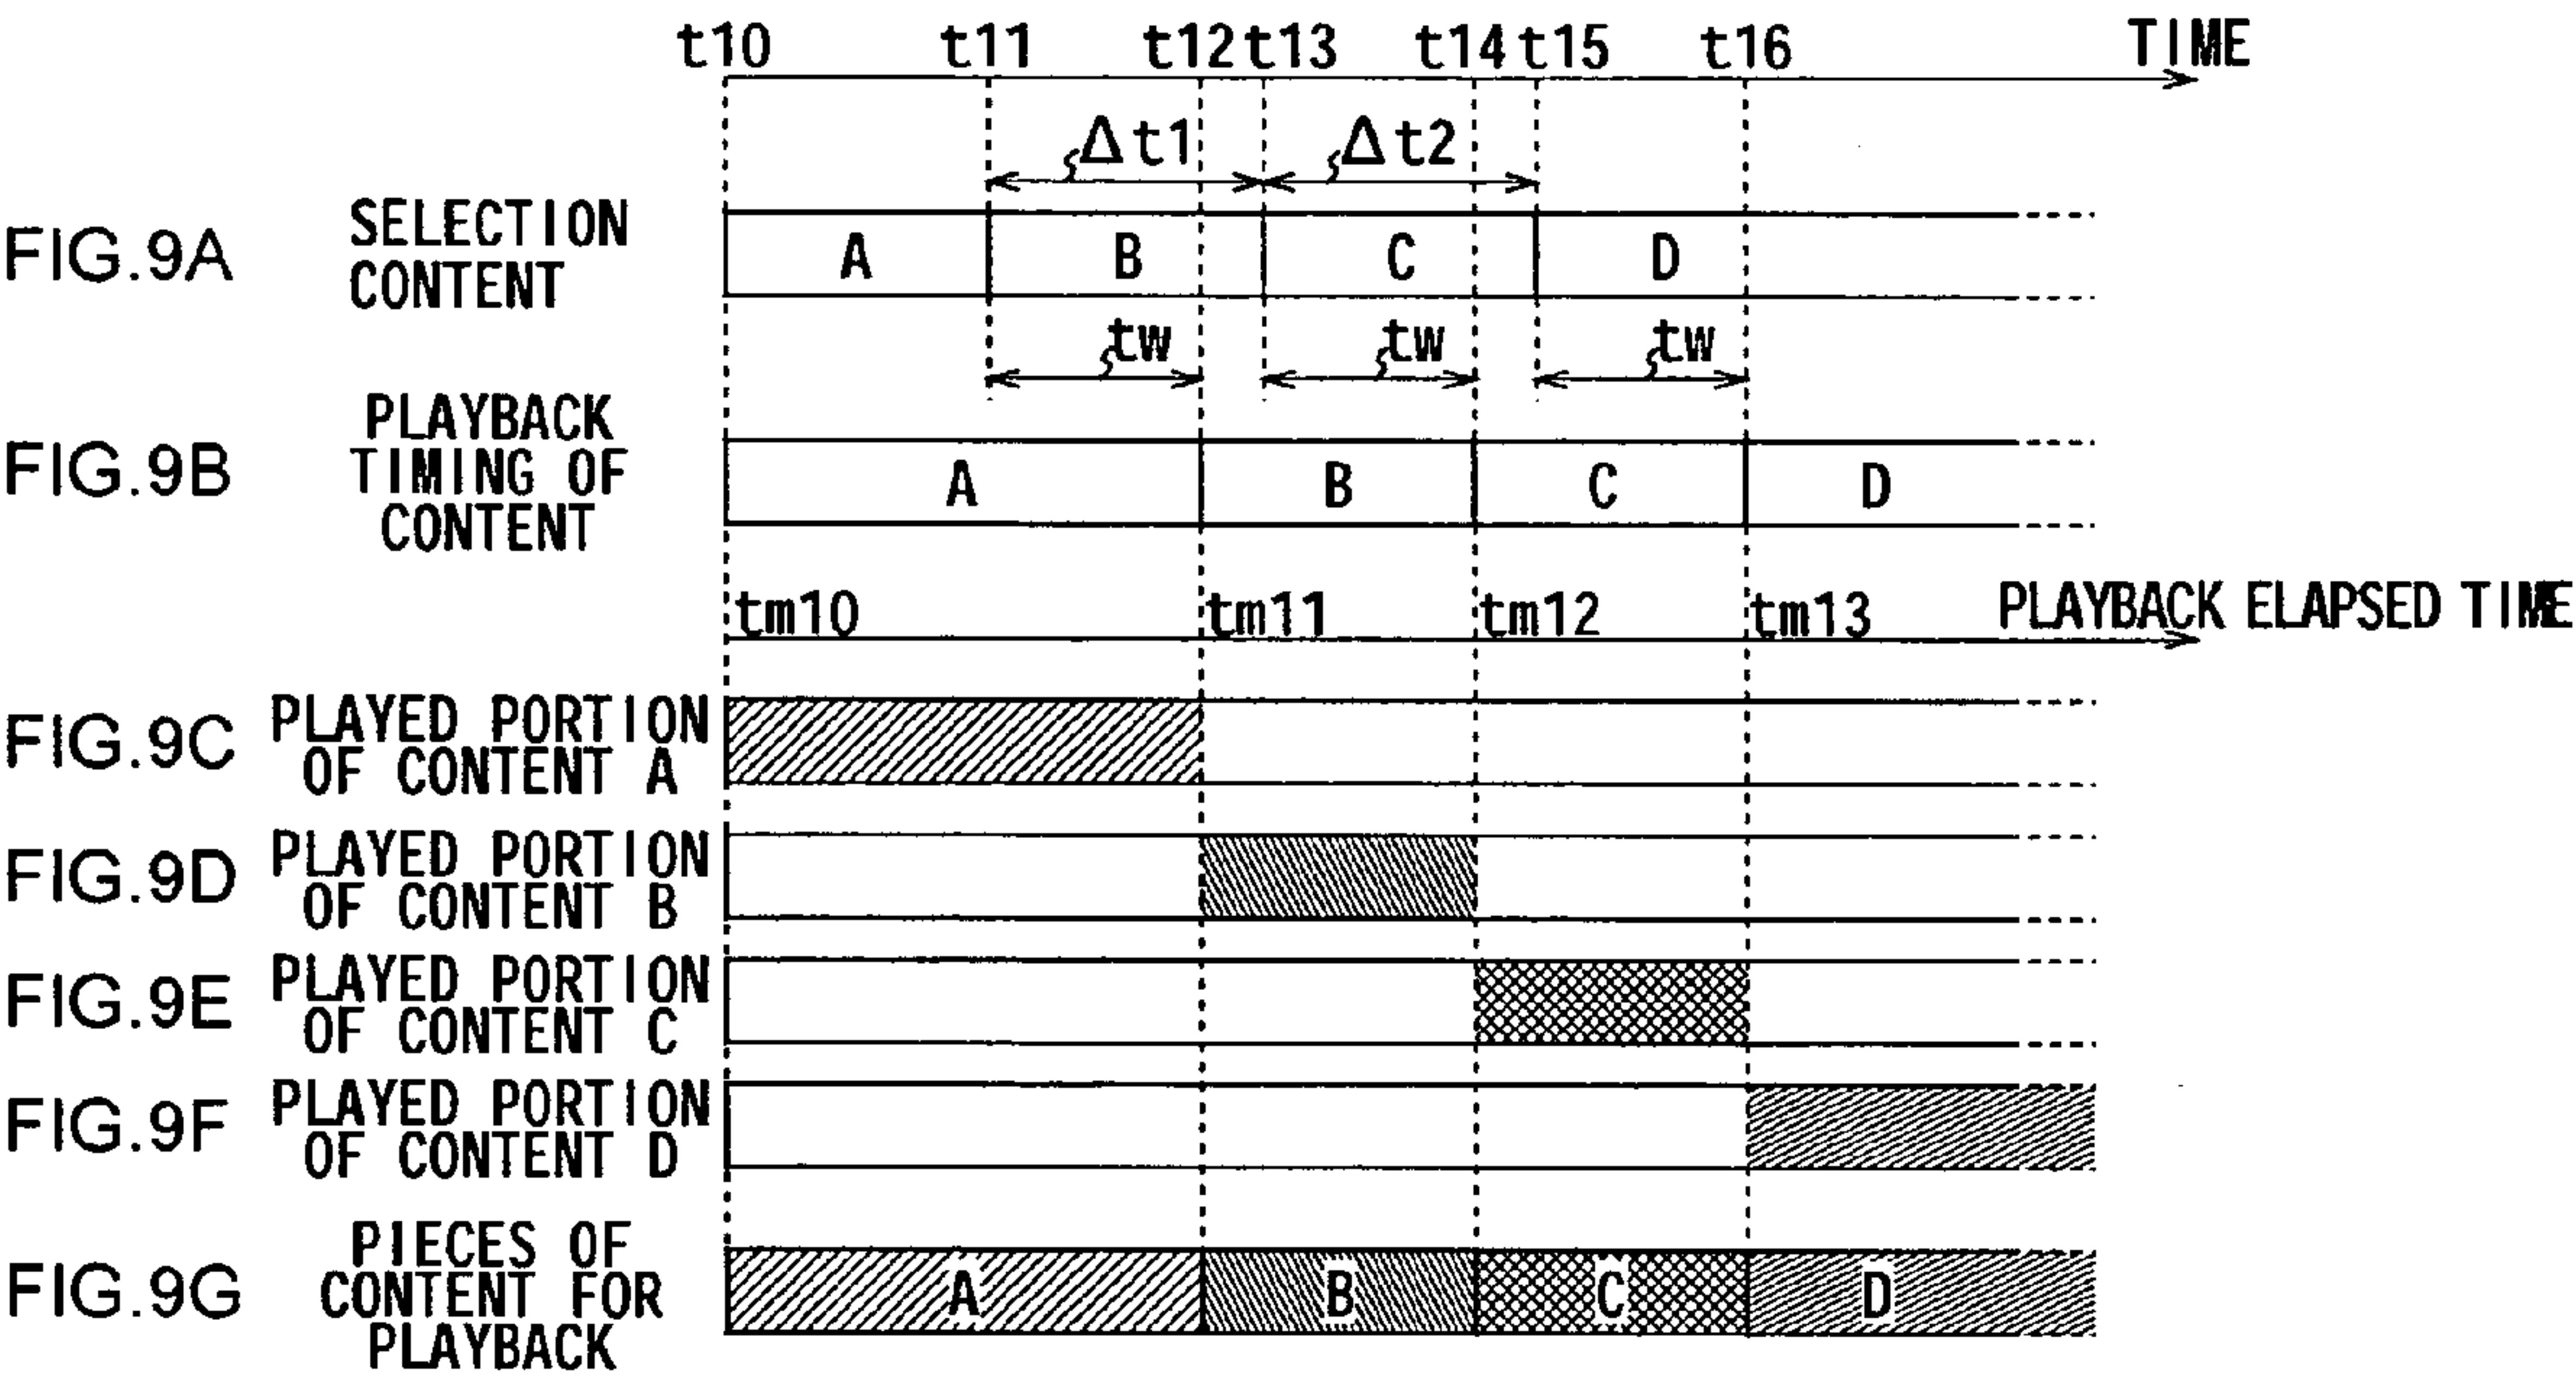 t10 t11 t12 t13 t14 t15 t16 TIME
Δt1 Δt2
FIG.9A SELECTION CONTENT
A B C D
tw tw tw
FIG.9B PLAYBACK TIMING OF CONTENT
A B C D
tm10 tm11 tm12 tm13 PLAYBACK ELAPSED TIME
FIG.9C PLAYED PORTION OF CONTENT A
FIG.9D PLAYED PORTION OF CONTENT B
FIG.9E PLAYED PORTION OF CONTENT C
FIG.9F PLAYED PORTION OF CONTENT D
FIG.9G PIECES OF CONTENT FOR PLAYBACK
A B C D